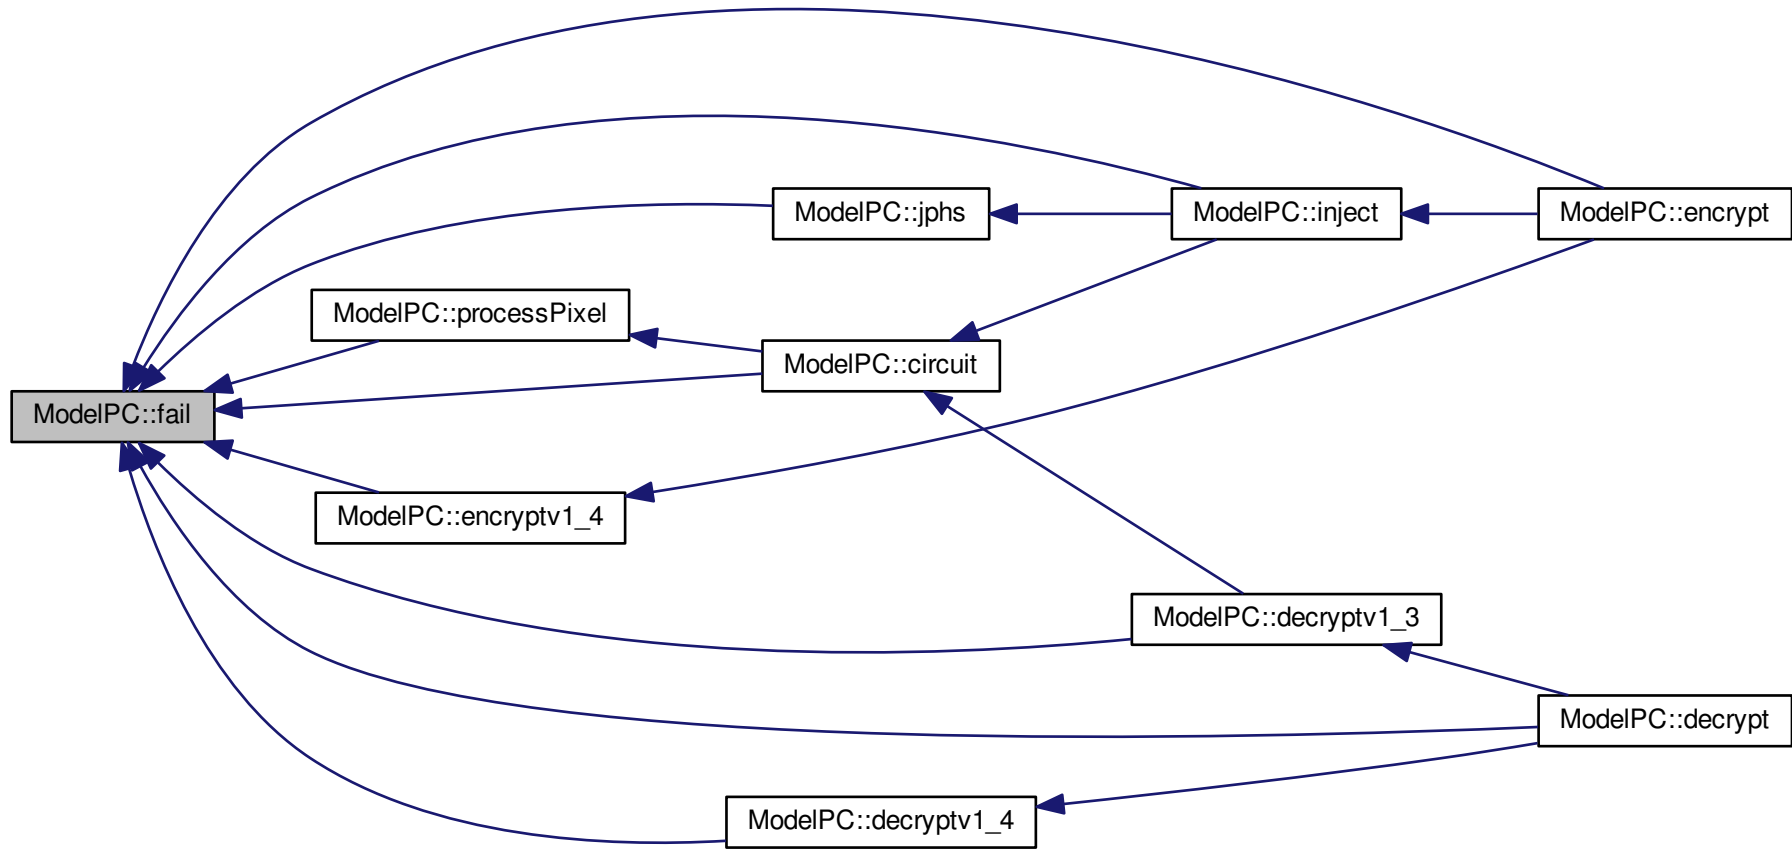 ModelPC::jphs
ModelPC::inject
ModelPC::encrypt
ModelPC::processPixel
ModelPC::circuit
ModelPC::fail
ModelPC::encryptv1_4
ModelPC::decryptv1_3
ModelPC::decrypt
ModelPC::decryptv1_4